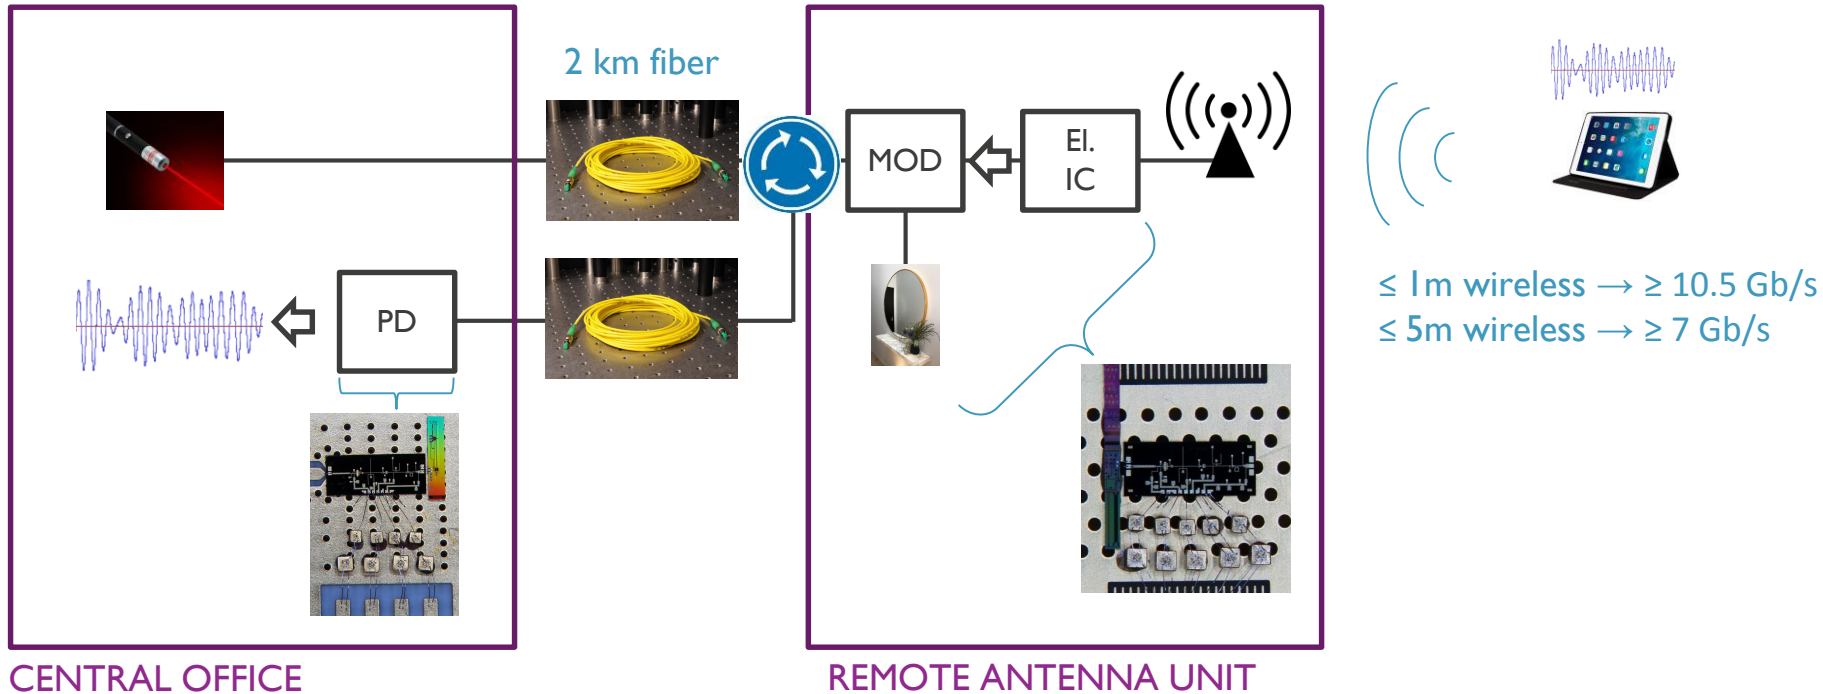 2 km fiber
MOD
El.
IC
PD
≤ 1m wireless → ≥ 10.5 Gb/s
≤ 5m wireless → ≥ 7 Gb/s
CENTRAL OFFICE
REMOTE ANTENNA UNIT